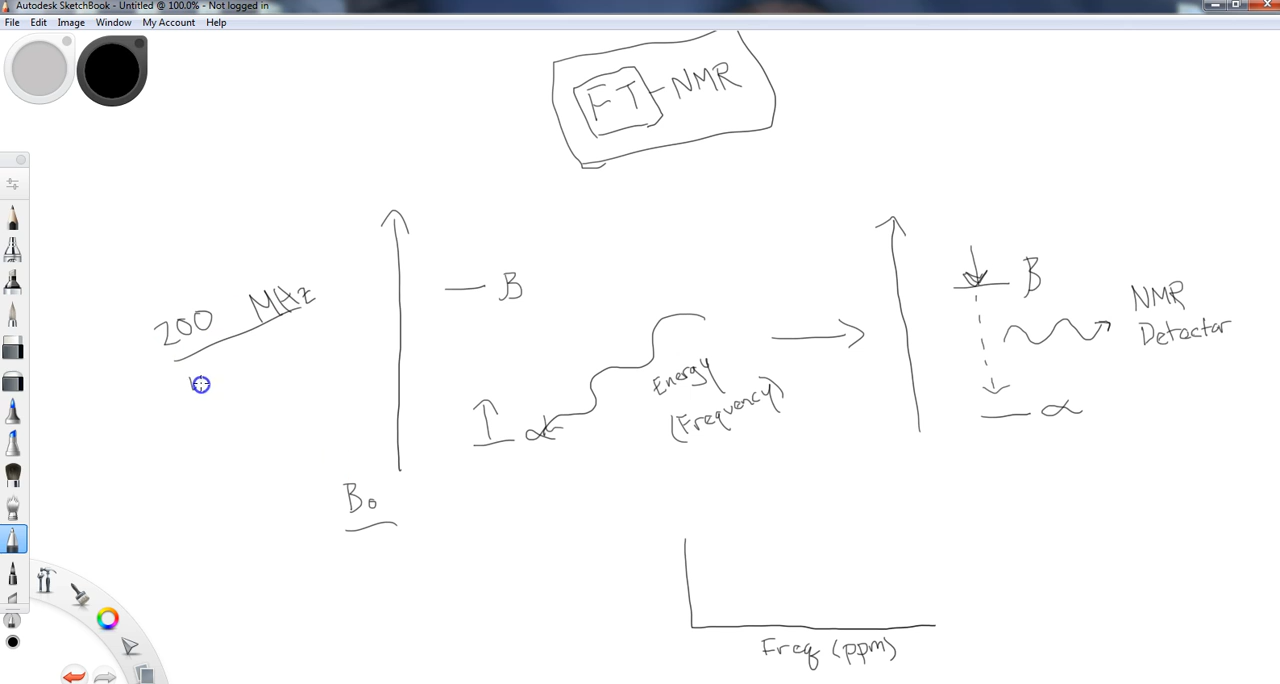 Autodesk SketchBook - Untitled @ 100.0% - Not logged in
File Edit Image Window My Account Help
FT-NMR
200 MHz
B
Energy
(Frequency)
α
B₀
B
α
NMR
Detector
Freq (ppm)